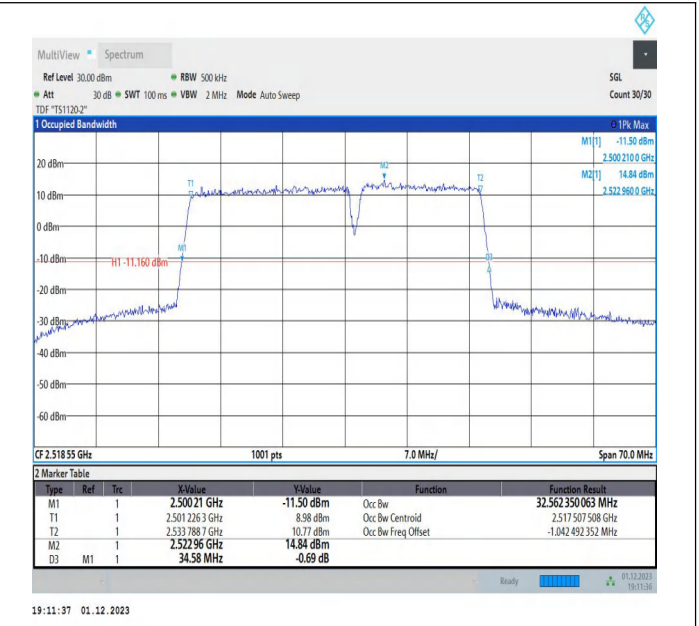 MultiView Spectrum
Ref Level 30.00 dBm RBW 500 kHz SGL
Att 30 dB SWT 100 ms VBW 2 MHz Mode Auto Sweep Count 30/30
TDF "TS1120-2"
1 Occupied Bandwidth 1Pk Max
M1[1] -11.50 dBm
2.500 210 0 GHz
M2[1] 14.84 dBm
2.522 960 0 GHz
20 dBm
M2
T1
T2
10 dBm
0 dBm
M1
-10 dBm
H1 -11.160 dBm
D3
-20 dBm
-30 dBm
-40 dBm
-50 dBm
-60 dBm
CF 2.518 55 GHz 1001 pts 7.0 MHz/ Span 70.0 MHz
2 Marker Table
Type Ref Trc X-Value Y-Value Function Function Result
M1 1 2.500 21 GHz -11.50 dBm Occ Bw 32.562 350 063 MHz
T1 1 2.501 226 3 GHz 8.98 dBm Occ Bw Centroid 2.517 507 508 GHz
T2 1 2.533 788 7 GHz 10.77 dBm Occ Bw Freq Offset -1.042 492 352 MHz
M2 1 2.522 96 GHz 14.84 dBm
D3 M1 1 34.58 MHz -0.69 dB
Ready 01.12.2023
19:11:36
19:11:37 01.12.2023